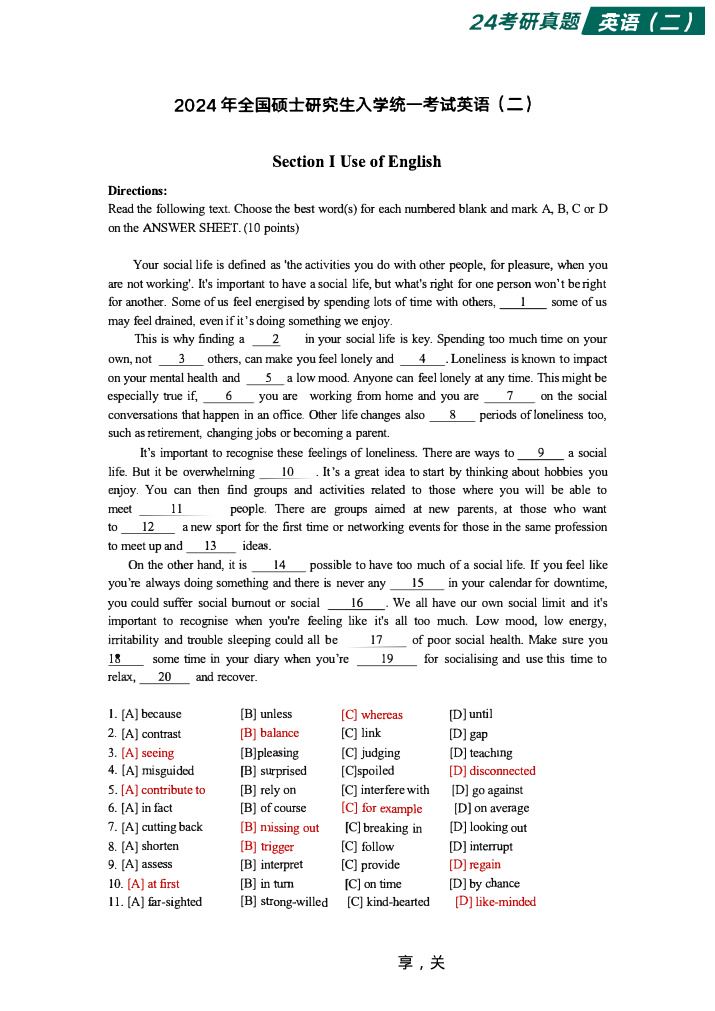 24考研真题 英语（二）
2024年全国硕士研究生入学统一考试英语（二）
Section I Use of English
Directions:
Read the following text. Choose the best word(s) for each numbered blank and mark A, B, C or D
on the ANSWER SHEET. (10 points)
Your social life is defined as 'the activities you do with other people, for pleasure, when you
are not working'. It's important to have a social life, but what's right for one person won't be right
for another. Some of us feel energised by spending lots of time with others, 1 some of us
may feel drained, even if it's doing something we enjoy.
This is why finding a 2 in your social life is key. Spending too much time on your
own, not 3 others, can make you feel lonely and 4 . Loneliness is known to impact
on your mental health and 5 a low mood. Anyone can feel lonely at any time. This might be
especially true if, 6 you are working from home and you are 7 on the social
conversations that happen in an office. Other life changes also 8 periods of loneliness too,
such as retirement, changing jobs or becoming a parent.
It's important to recognise these feelings of loneliness. There are ways to 9 a social
life. But it be overwhelrning 10 . It's a great idea to start by thinking about hobbies you
enjoy. You can then find groups and activities related to those where you will be able to
meet 11 people. There are groups aimed at new parents, at those who want
to 12 a new sport for the first time or networking events for those in the same profession
to meet up and 13 ideas.
On the other hand, it is 14 possible to have too much of a social life. If you feel like
you're always doing something and there is never any 15 in your calendar for downtime,
you could suffer social burnout or social 16 . We all have our own social limit and it's
important to recognise when you're feeling like it's all too much. Low mood, low energy,
irritability and trouble sleeping could all be 17 of poor social health. Make sure you
18 some time in your diary when you're 19 for socialising and use this time to
relax, 20 and recover.
1. [A] because [B] unless [C] whereas [D] until
2. [A] contrast [B] balance [C] link [D] gap
3. [A] seeing [B]pleasing [C] judging [D] teaching
4. [A] misguided [B] surprised [C]spoiled [D] disconnected
5. [A] contribute to [B] rely on [C] interfere with [D] go against
6. [A] in fact [B] of course [C] for example [D] on average
7. [A] cutting back [B] missing out [C] breaking in [D] looking out
8. [A] shorten [B] trigger [C] follow [D] interrupt
9. [A] assess [B] interpret [C] provide [D] regain
10. [A] at first [B] in turn [C] on time [D] by chance
11. [A] far-sighted [B] strong-willed [C] kind-hearted [D] like-minded
享，关